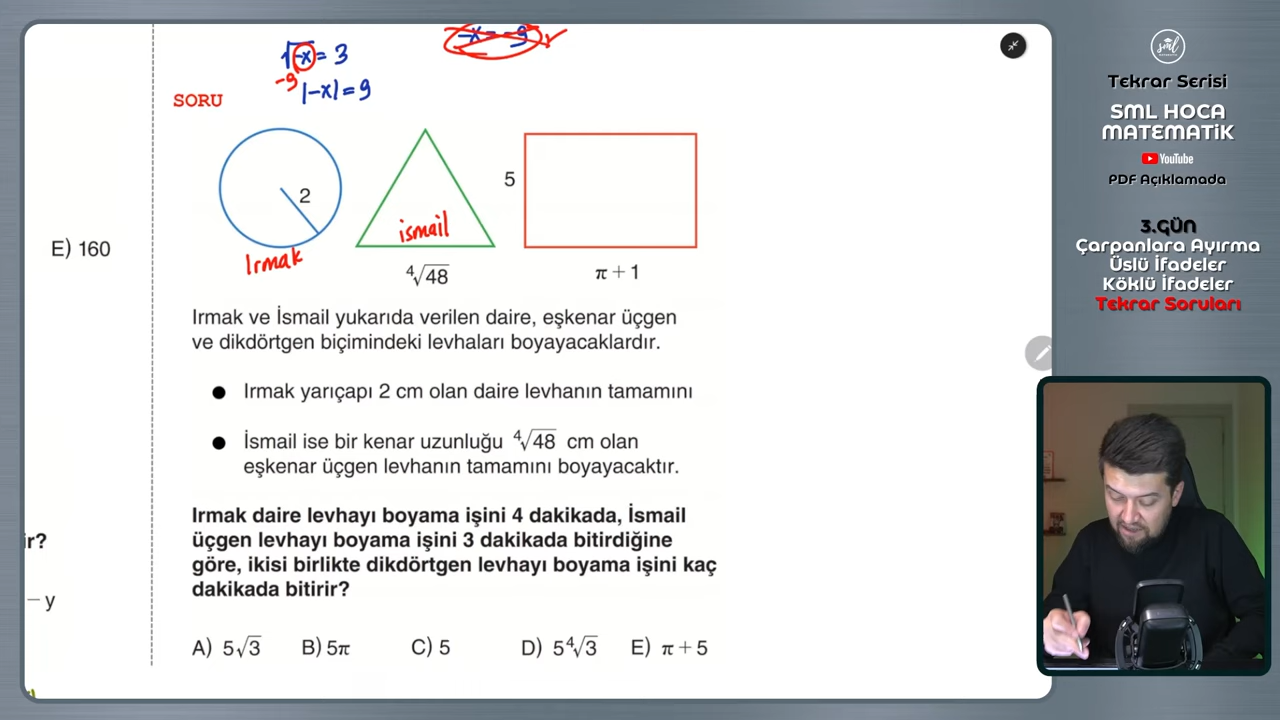 √-x = 3
-x = -9
-9
|-x| = 9
SORU
E) 160
2
5
ismail
Irmak
⁴√48
π + 1
Irmak ve İsmail yukarıda verilen daire, eşkenar üçgen
ve dikdörtgen biçimindeki levhaları boyayacaklardır.
● Irmak yarıçapı 2 cm olan daire levhanın tamamını
● İsmail ise bir kenar uzunluğu ⁴√48 cm olan
eşkenar üçgen levhanın tamamını boyayacaktır.
Irmak daire levhayı boyama işini 4 dakikada, İsmail
üçgen levhayı boyama işini 3 dakikada bitirdiğine
göre, ikisi birlikte dikdörtgen levhayı boyama işini kaç
dakikada bitirir?
A) 5√3 B) 5π C) 5 D) 5⁴√3 E) π + 5
ir?
– y
sml
Tekrar Serisi
SML HOCA
MATEMATİK
YouTube
PDF Açıklamada
3.GÜN
Çarpanlara Ayırma
Üslü İfadeler
Köklü İfadeler
Tekrar Soruları